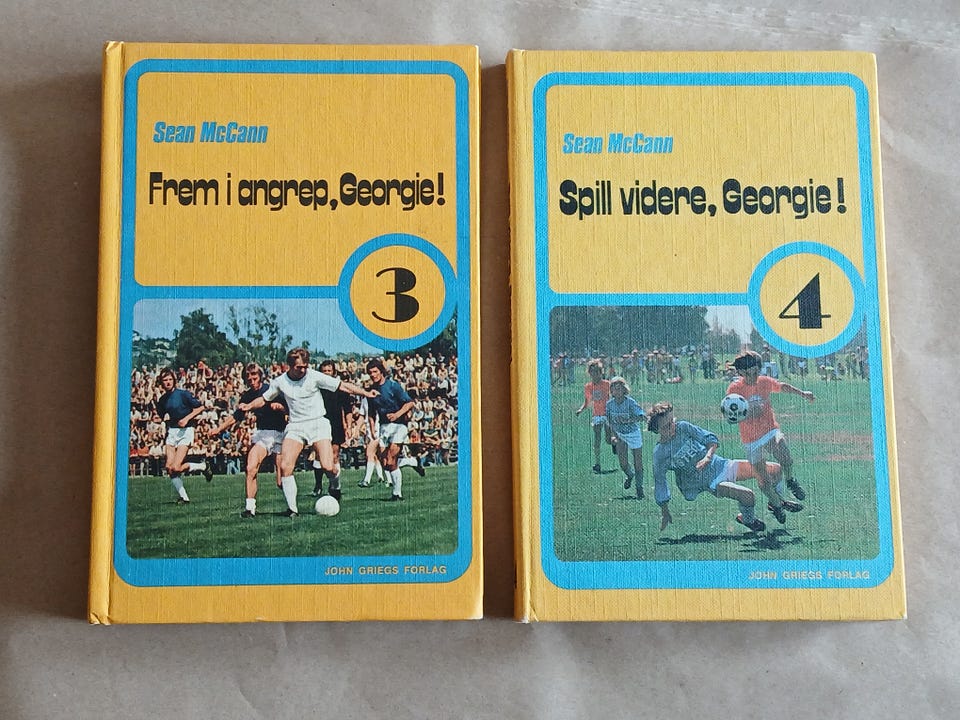 Sean McCann
Frem i angrep, Georgie!
3
JOHN GRIEGS FORLAG
Sean McCann
Spill videre, Georgie!
4
JOHN GRIEGS FORLAG